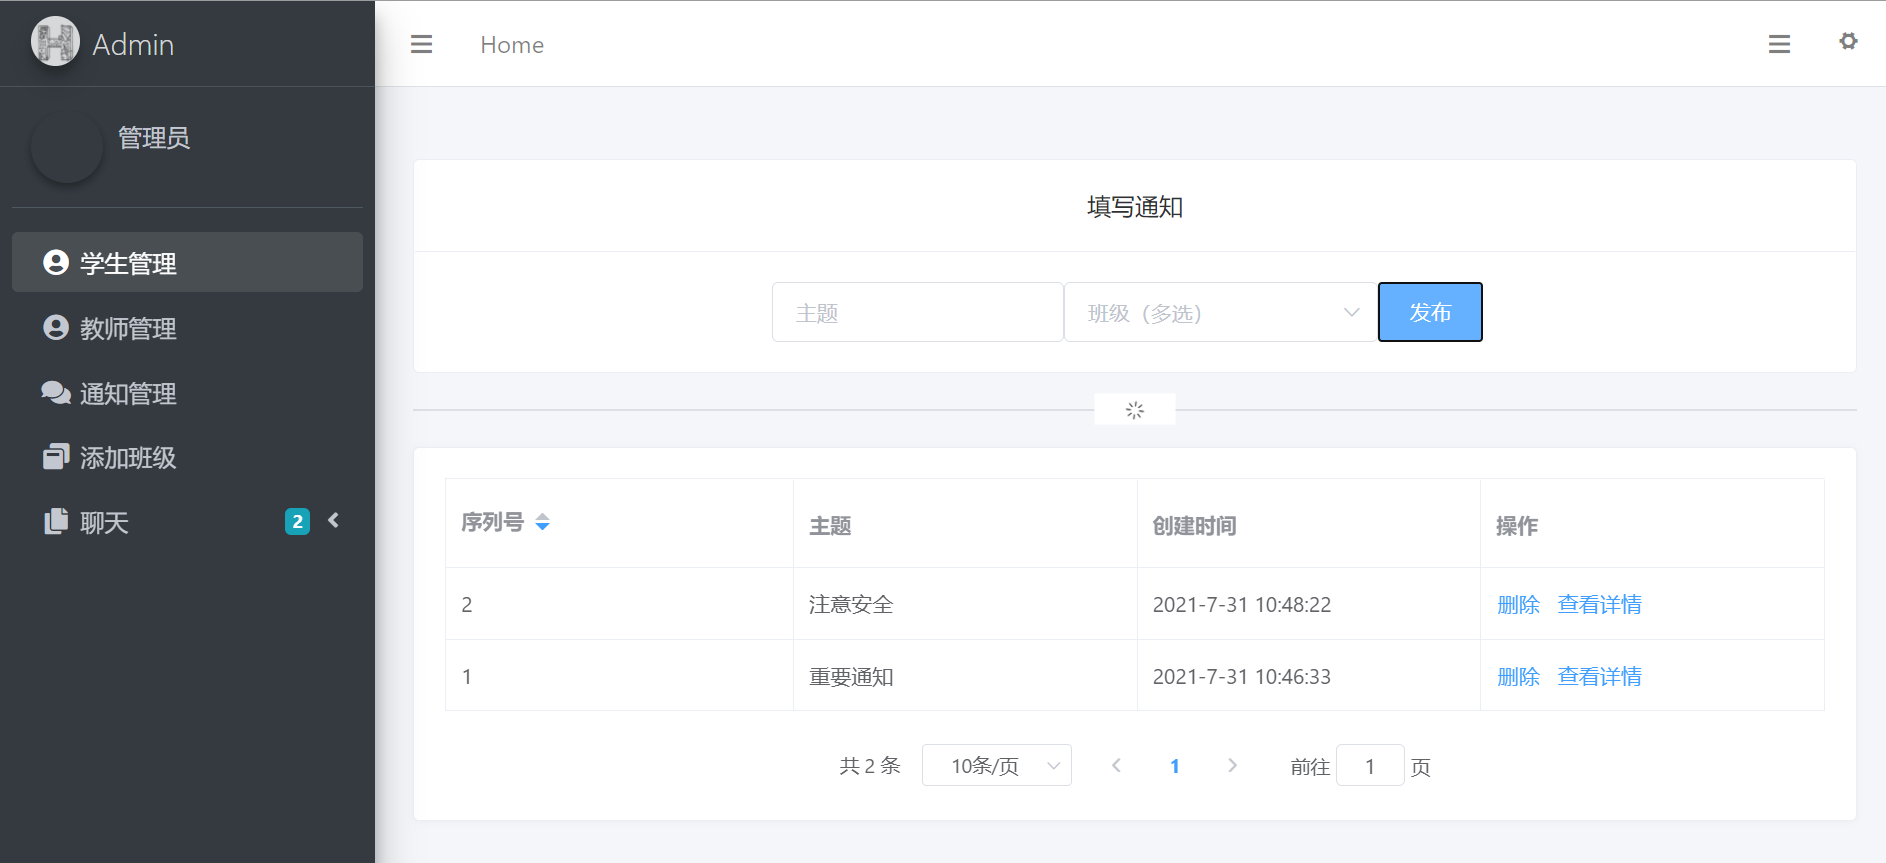 Admin
Home
管理员
学生管理
教师管理
通知管理
添加班级
聊天 2
填写通知
主题 班级（多选） 发布
序列号 主题 创建时间 操作
2 注意安全 2021-7-31 10:48:22 删除 查看详情
1 重要通知 2021-7-31 10:46:33 删除 查看详情
共 2 条 10条/页 1 前往 1 页